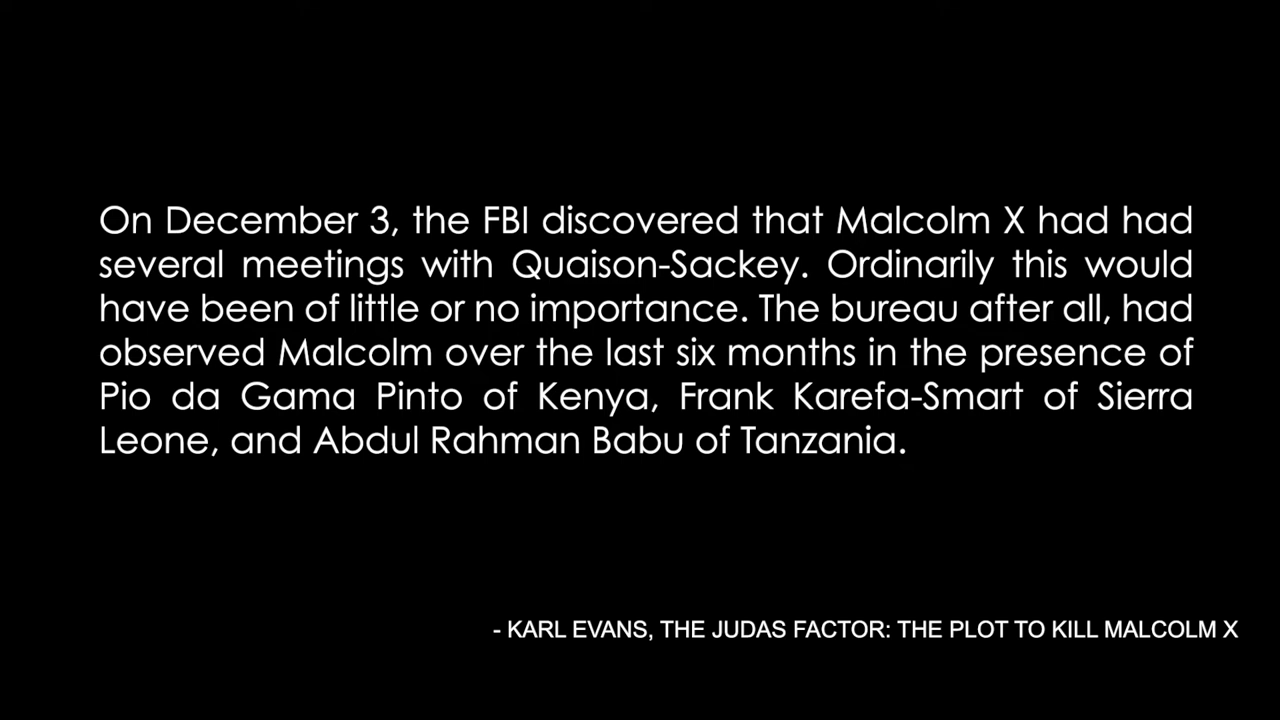 On December 3, the FBI discovered that Malcolm X had had
several meetings with Quaison-Sackey. Ordinarily this would
have been of little or no importance. The bureau after all, had
observed Malcolm over the last six months in the presence of
Pio da Gama Pinto of Kenya, Frank Karefa-Smart of Sierra
Leone, and Abdul Rahman Babu of Tanzania.
- KARL EVANS, THE JUDAS FACTOR: THE PLOT TO KILL MALCOLM X